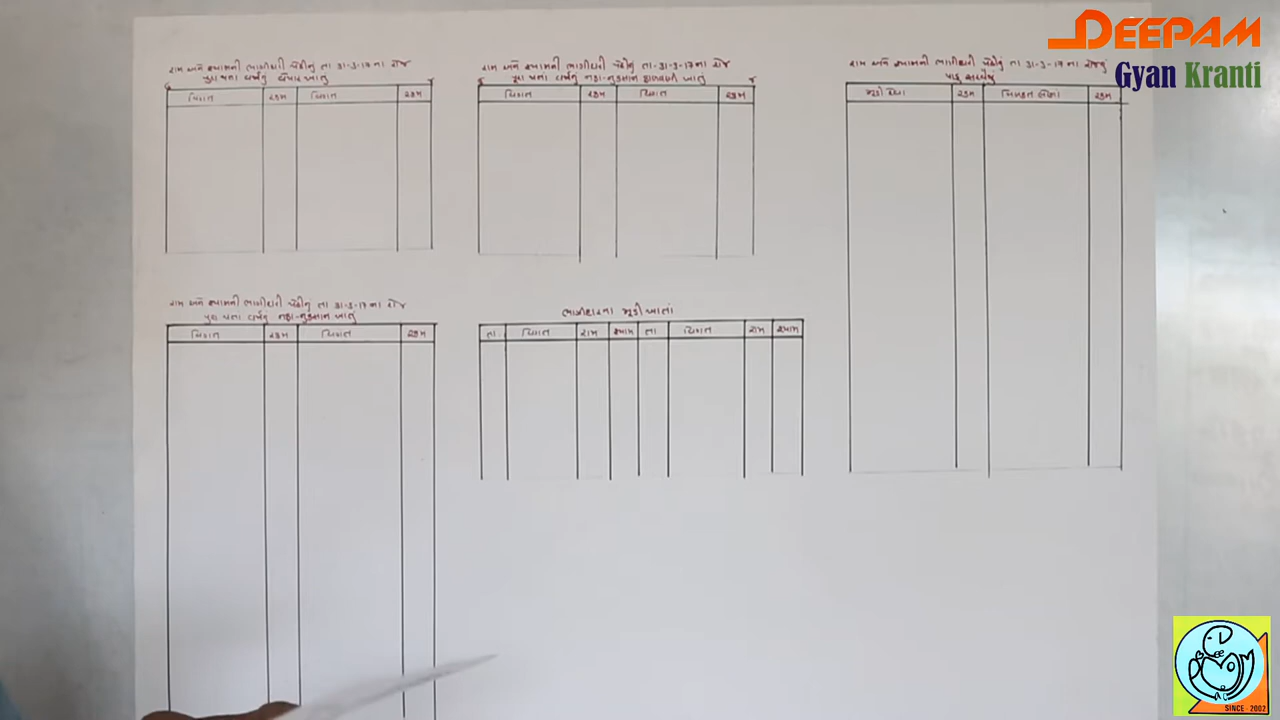 DEEPAM
Gyan Kranti
રામ અને શ્યામની ભાગીદારી પેઢીનું તા ૩૧-૩-૧૭ના રોજ
પુરા થતા વર્ષનું વેપાર ખાતું
વિગત રકમ વિગત રકમ
રામ અને શ્યામની ભાગીદારી પેઢીનું તા-૩૧-૩-૧૭ના રોજ
પુરા થતા વર્ષનું નફા-નુકસાન ફાળવણી ખાતું
વિગત રકમ વિગત રકમ
રામ અને શ્યામની ભાગીદારી પેઢીનું તા ૩૧-૩-૧૭ના રોજનું
પાકું સરવૈયું
મૂડી દેવા રકમ મિલકત લેણાં રકમ
રામ અને શ્યામની ભાગીદારી પેઢીનું તા ૩૧-૩-૧૭ના રોજ
પુરા થતા વર્ષનું નફા-નુકસાન ખાતું
વિગત રકમ વિગત રકમ
ભાગીદારના મૂડી ખાતાં
તા વિગત રામ શ્યામ તા વિગત રામ શ્યામ
SINCE - 2002